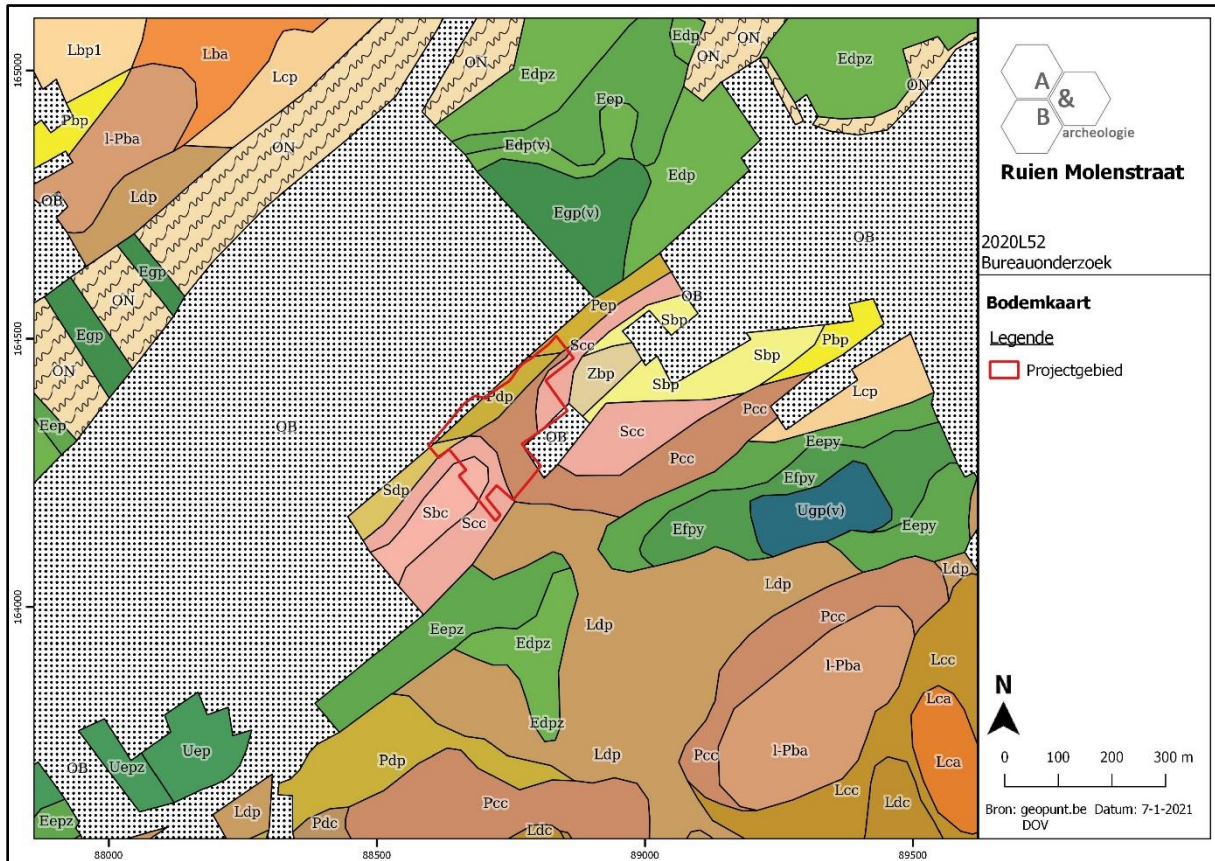 Lbp1
Lba
Lcp
Pbp
l-Pba
ON
Ldp
OB
Egp
ON
Egp
ON
Eep
OB
ON
Edpz
Edp
ON
ON
Edpz
ON
Eep
Edp(v)
Edp
Egp(v)
OB
Pep
OB
Scc
Sbp
Sbp
Pbp
Zbp
Sbp
Lcp
Pdp
Pcc
OB
Scc
Pcc
Eepy
Efpy
Ugp(v)
Efpy
Eepy
Sdp
Sbc
Scc
Ldp
Ldp
Ldp
Pcc
l-Pba
Eepz
Edpz
Lcc
Lca
Edpz
Ldp
Pcc
l-Pba
Lca
Uep
OB
Uepz
Pdp
Lcc
Ldc
Eepz
Ldp
Pdc
Pcc
Ldc
165000
164500
164000
88000
88500
89000
89500
A
&
B
archeologie
Ruien Molenstraat
2020L52
Bureauonderzoek
Bodemkaart
Legende
Projectgebied
N
0 100 200 300 m
Bron: geopunt.be Datum: 7-1-2021
DOV